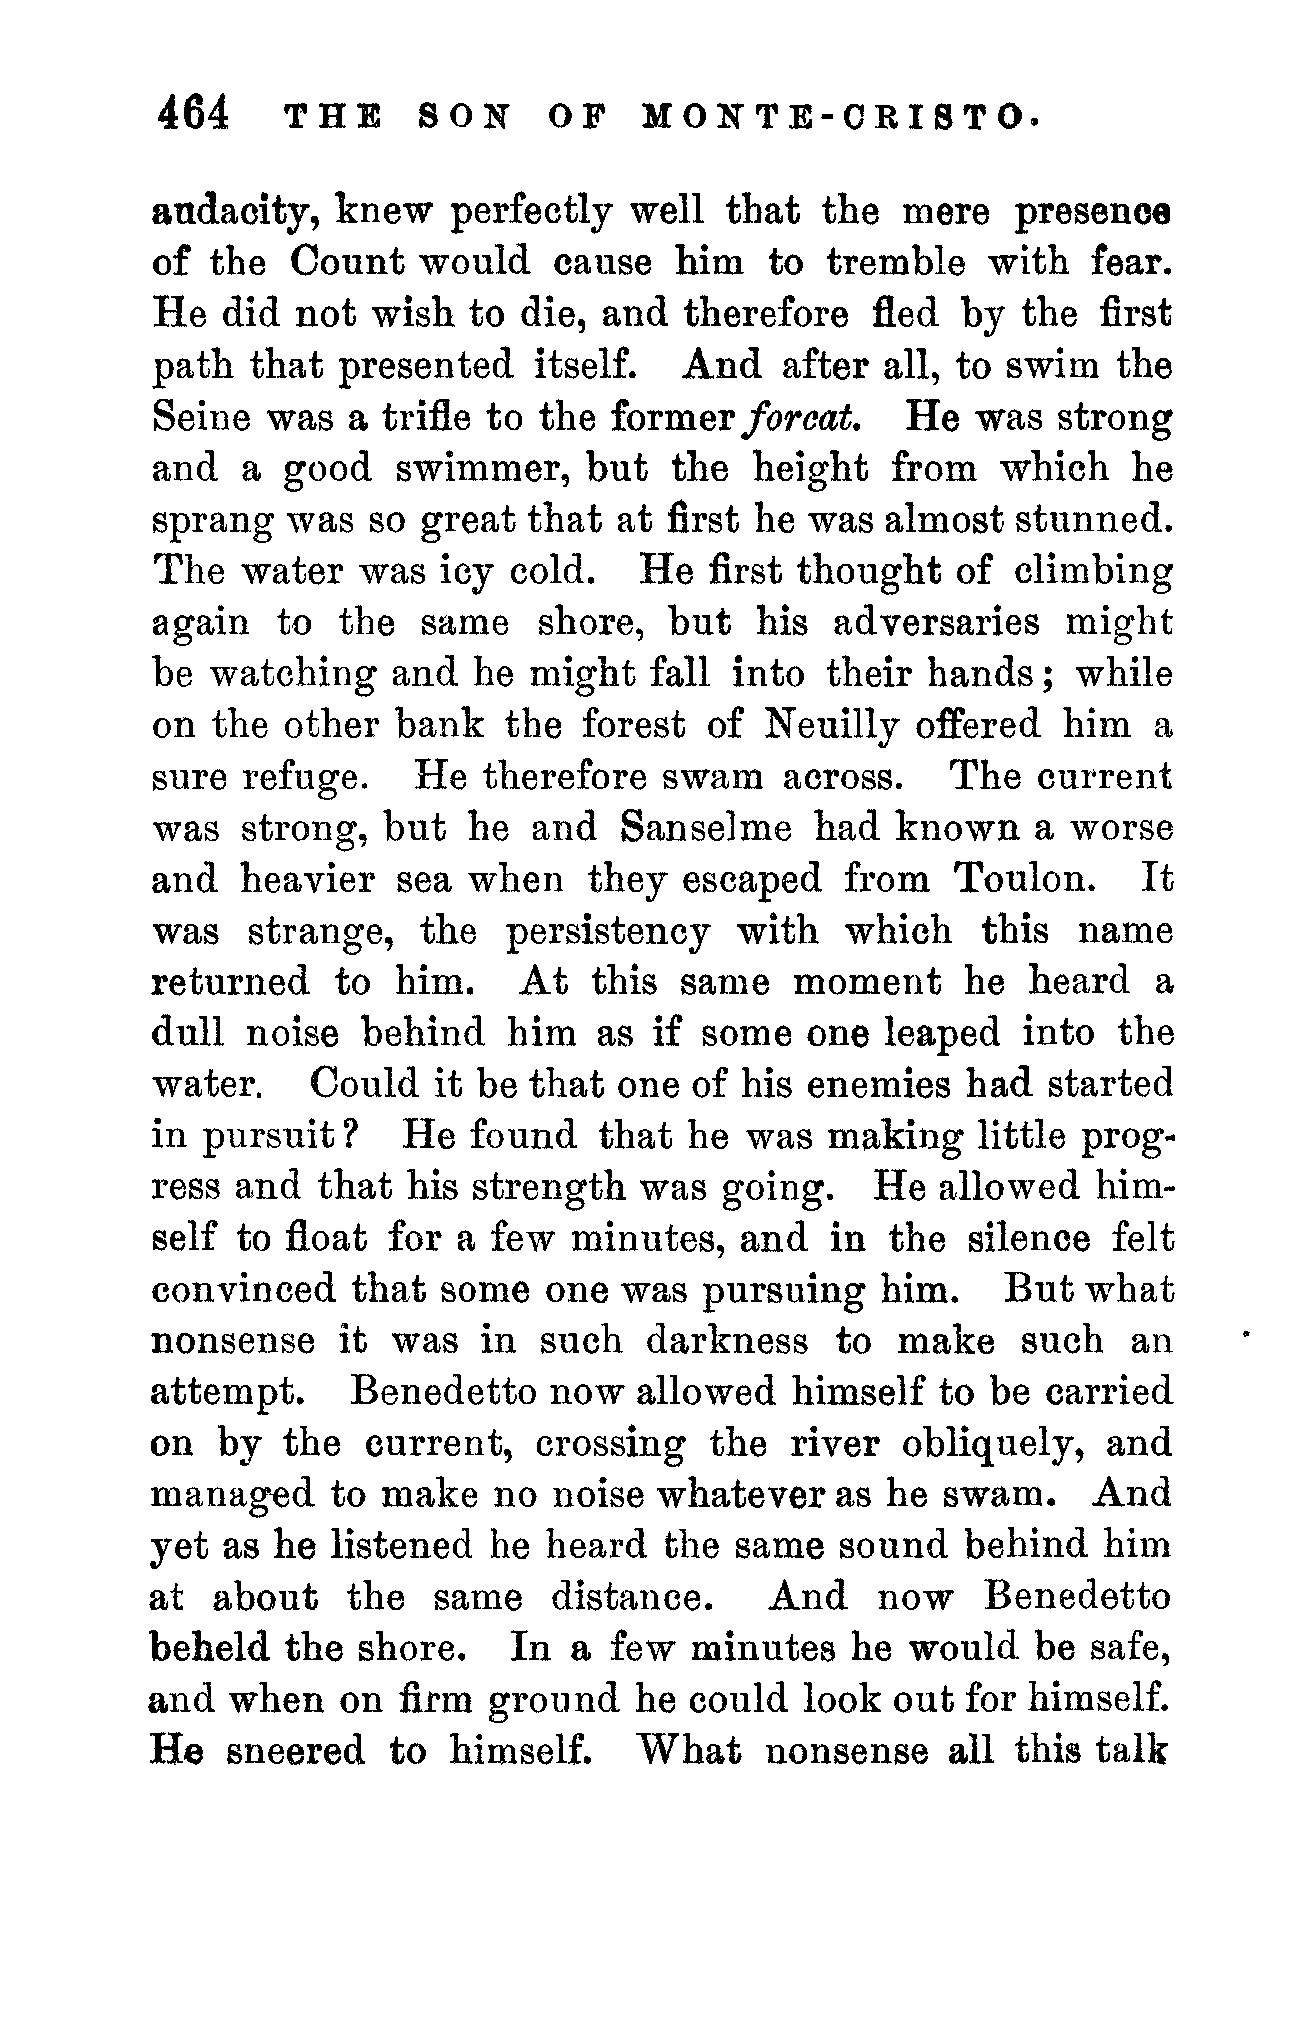 464 THE SON OF MONTE-CRISTO.
audacity, knew perfectly well that the mere presence
of the Count would cause him to tremble with fear.
He did not wish to die, and therefore fled by the first
path that presented itself. And after all, to swim the
Seine was a trifle to the former forcat. He was strong
and a good swimmer, but the height from which he
sprang was so great that at first he was almost stunned.
The water was icy cold. He first thought of climbing
again to the same shore, but his adversaries might
be watching and he might fall into their hands; while
on the other bank the forest of Neuilly offered him a
sure refuge. He therefore swam across. The current
was strong, but he and Sanselme had known a worse
and heavier sea when they escaped from Toulon. It
was strange, the persistency with which this name
returned to him. At this same moment he heard a
dull noise behind him as if some one leaped into the
water. Could it be that one of his enemies had started
in pursuit? He found that he was making little prog-
ress and that his strength was going. He allowed him-
self to float for a few minutes, and in the silence felt
convinced that some one was pursuing him. But what
nonsense it was in such darkness to make such an
attempt. Benedetto now allowed himself to be carried
on by the current, crossing the river obliquely, and
managed to make no noise whatever as he swam. And
yet as he listened he heard the same sound behind him
at about the same distance. And now Benedetto
beheld the shore. In a few minutes he would be safe,
and when on firm ground he could look out for himself.
He sneered to himself. What nonsense all this talk